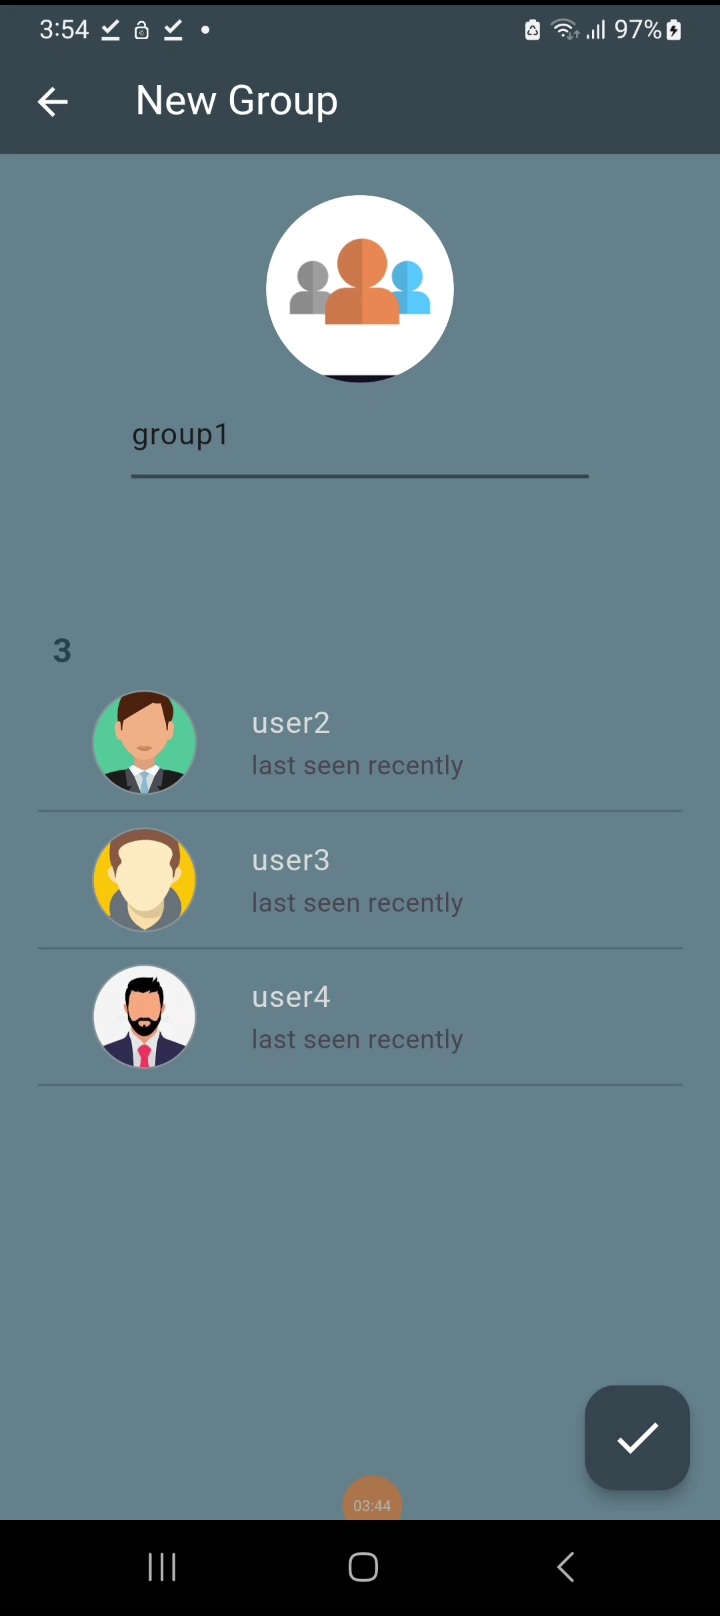 3:54 97%
New Group
group1
3
user2
last seen recently
user3
last seen recently
user4
last seen recently
03:44